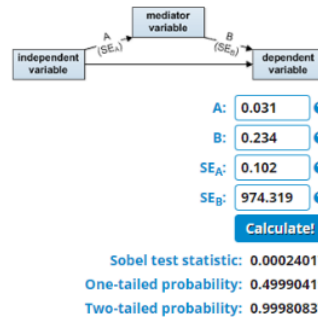 mediator
variable
A
(SEA)
B
(SEB)
independent
variable
dependent
variable
A: 0.031
B: 0.234
SEA: 0.102
SEB: 974.319
Calculate!
Sobel test statistic: 0.0002401
One-tailed probability: 0.4999041
Two-tailed probability: 0.9998083